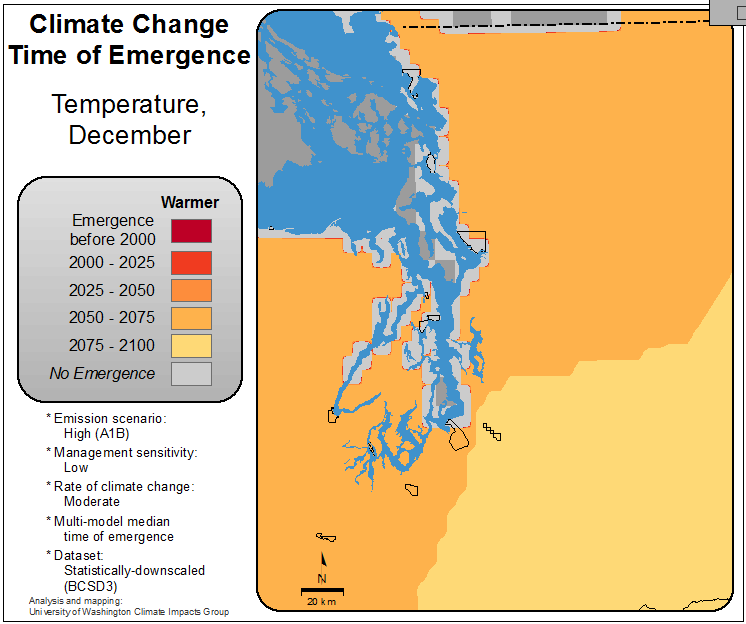 Climate Change
Time of Emergence
Temperature,
December
Warmer
Emergence
before 2000
2000 - 2025
2025 - 2050
2050 - 2075
2075 - 2100
No Emergence
* Emission scenario:
High (A1B)
* Management sensitivity:
Low
* Rate of climate change:
Moderate
* Multi-model median
time of emergence
* Dataset:
Statistically-downscaled
(BCSD3)
Analysis and mapping:
University of Washington Climate Impacts Group
N
20 km